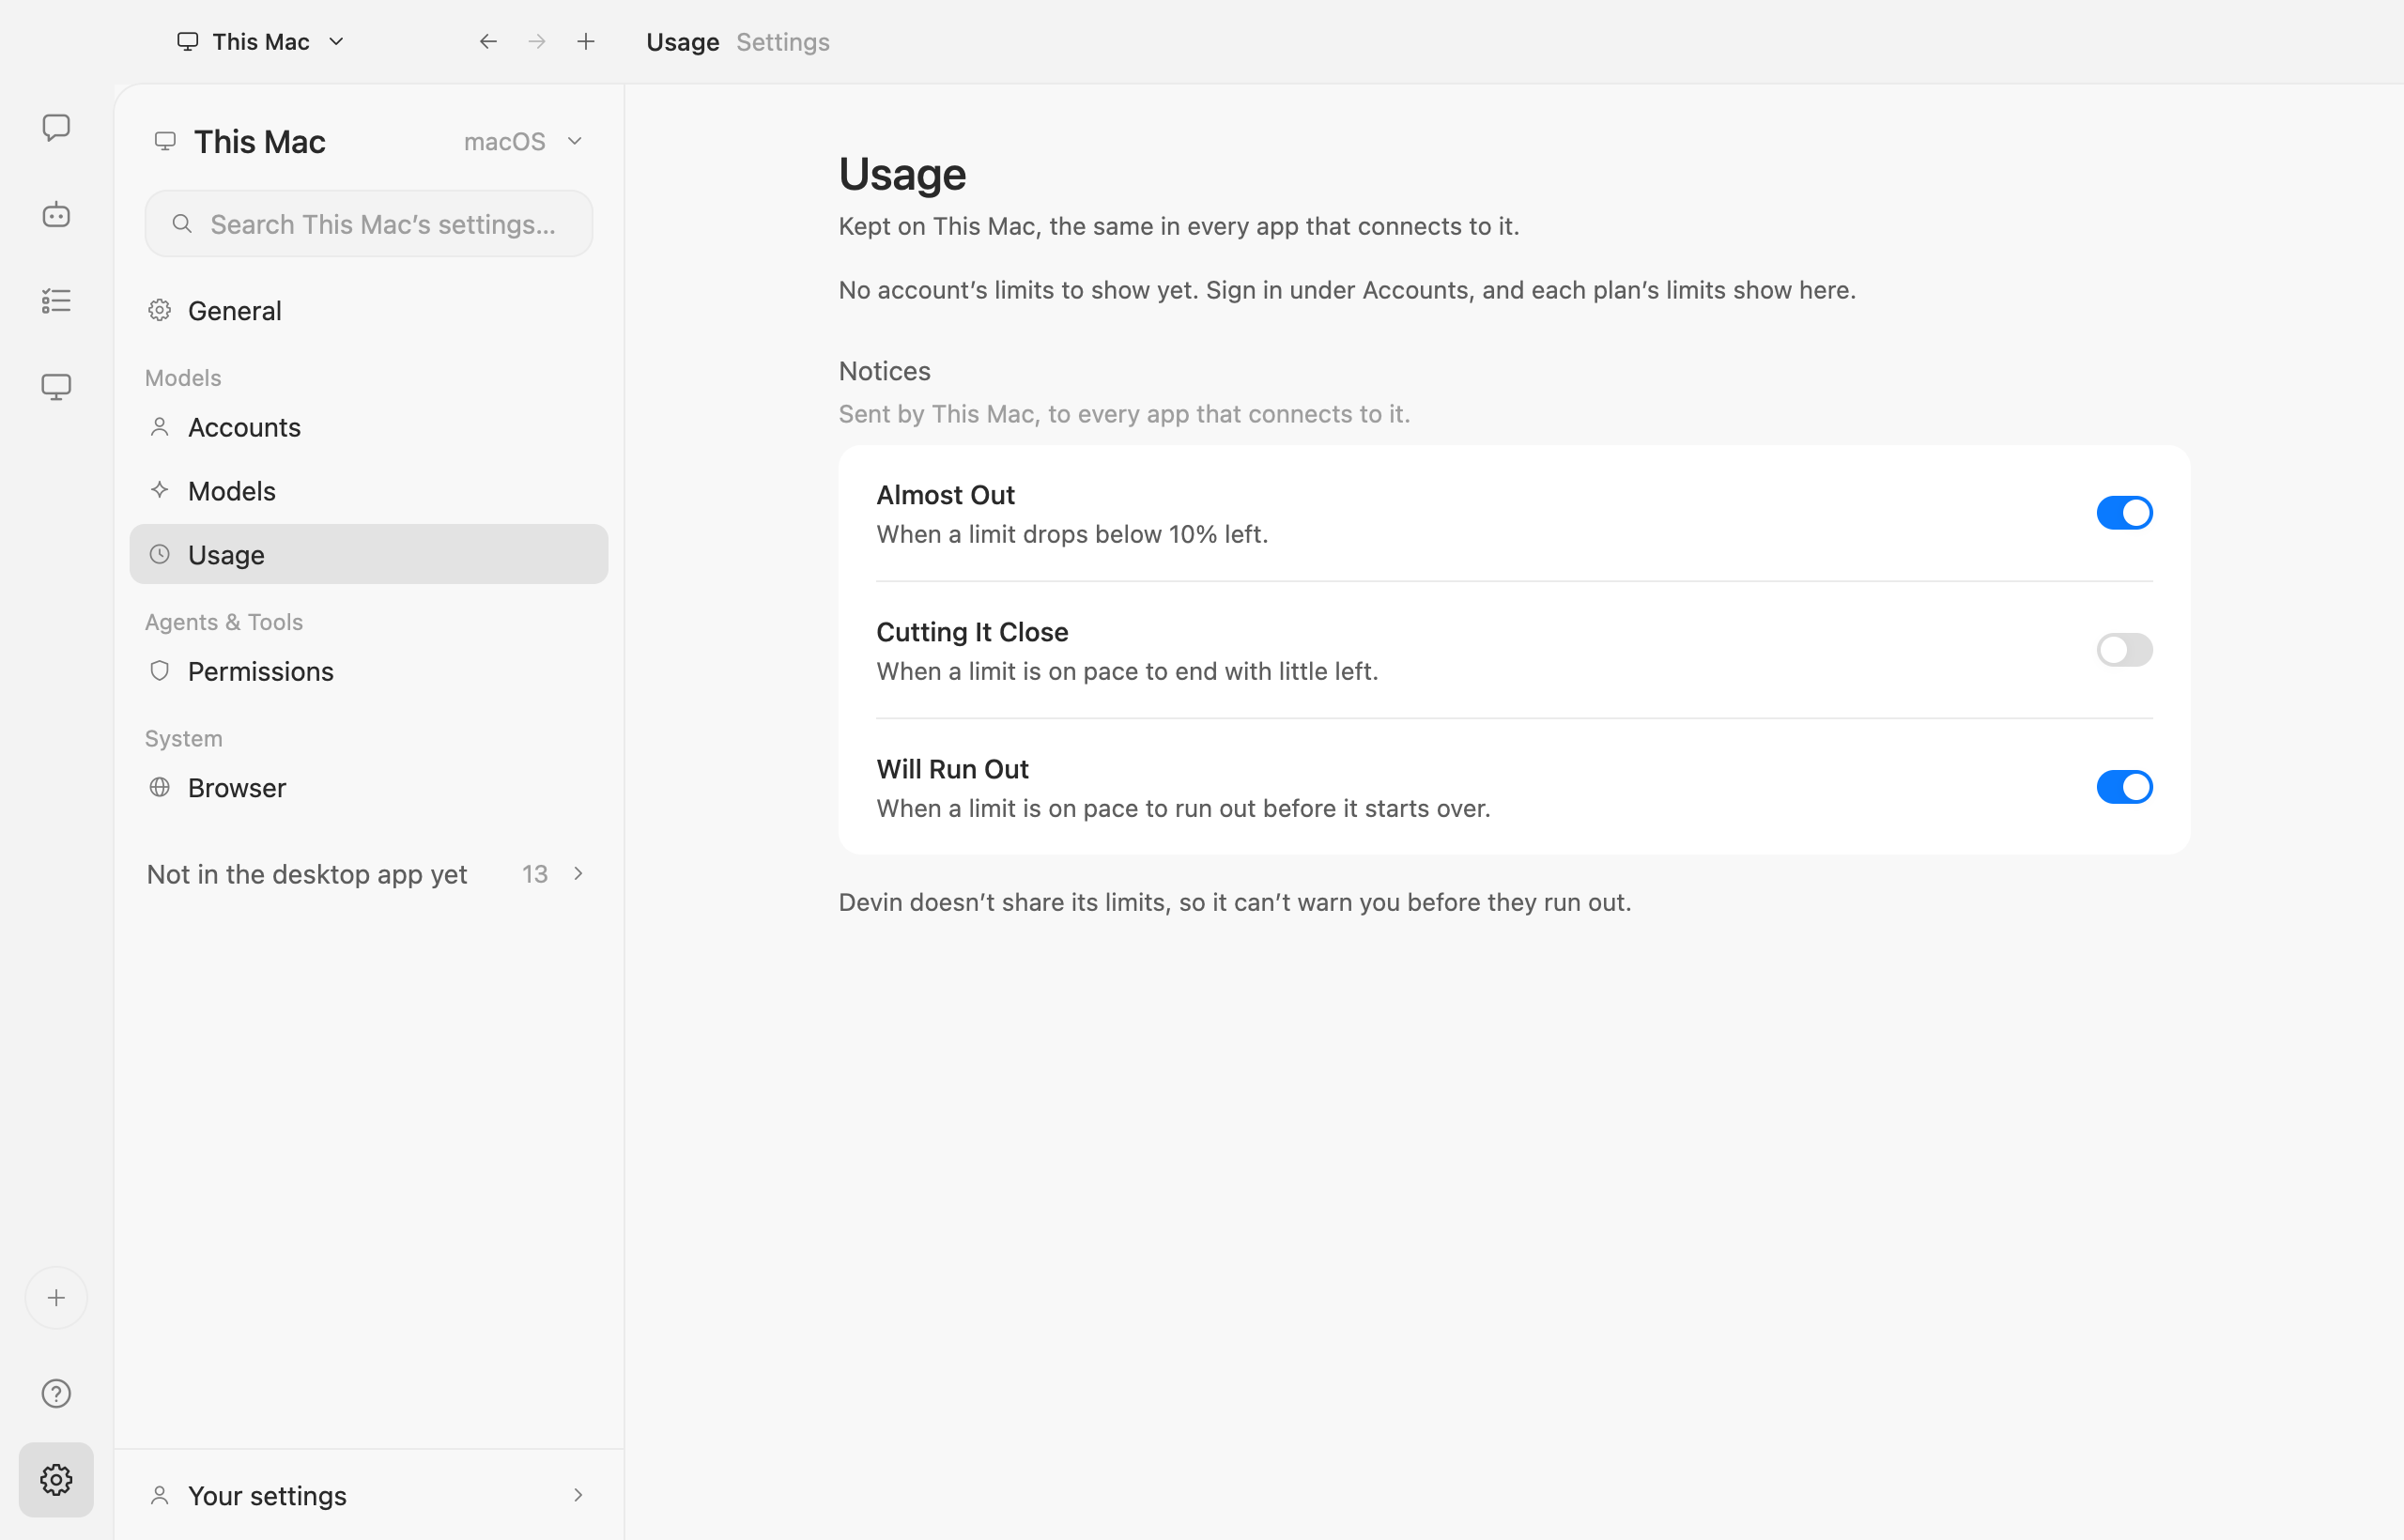 This Mac
Usage Settings
This Mac macOS
Search This Mac’s settings...
General
Models
Accounts
Models
Usage
Agents & Tools
Permissions
System
Browser
Not in the desktop app yet 13
Your settings
Usage
Kept on This Mac, the same in every app that connects to it.
No account’s limits to show yet. Sign in under Accounts, and each plan’s limits show here.
Notices
Sent by This Mac, to every app that connects to it.
Almost Out
When a limit drops below 10% left.
Cutting It Close
When a limit is on pace to end with little left.
Will Run Out
When a limit is on pace to run out before it starts over.
Devin doesn’t share its limits, so it can’t warn you before they run out.